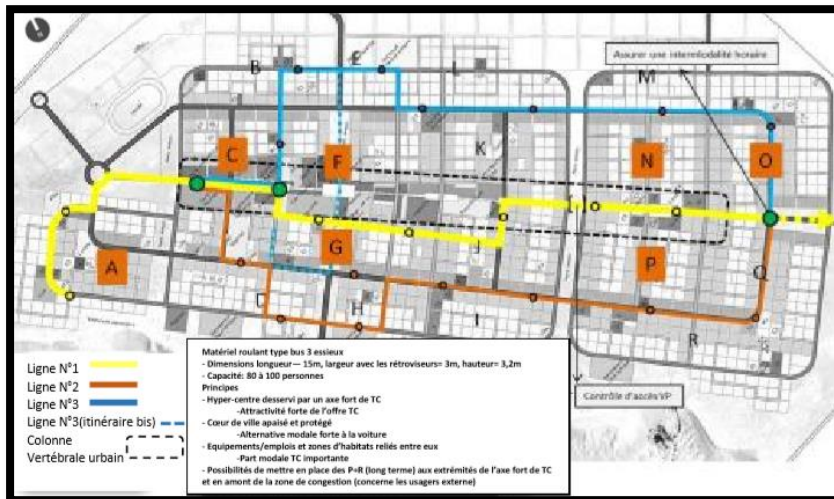 Assurer une intermodalité horaire
B
E
L
M
C
F
K
N
O
A
G
J
P
Q
D
H
I
R
S
Contrôle d'accès VP
Ligne N°1
Ligne N°2
Ligne N°3
Ligne N°3(itinéraire bis)
Colonne
Vertébrale urbain
Matériel roulant type bus 3 essieux
- Dimensions longueur— 15m, largeur avec les rétroviseurs= 3m, hauteur= 3,2m
- Capacité: 80 à 100 personnes
Principes
- Hyper-centre desservi par un axe fort de TC
-Attractivité forte de l'offre TC
- Cœur de ville apaisé et protégé
-Alternative modale forte à la voiture
- Equipements/emplois et zones d'habitats reliés entre eux
-Part modale TC importante
- Possibilités de mettre en place des P+R (long terme) aux extrémités de l'axe fort de TC
et en amont de la zone de congestion (concerne les usagers externe)